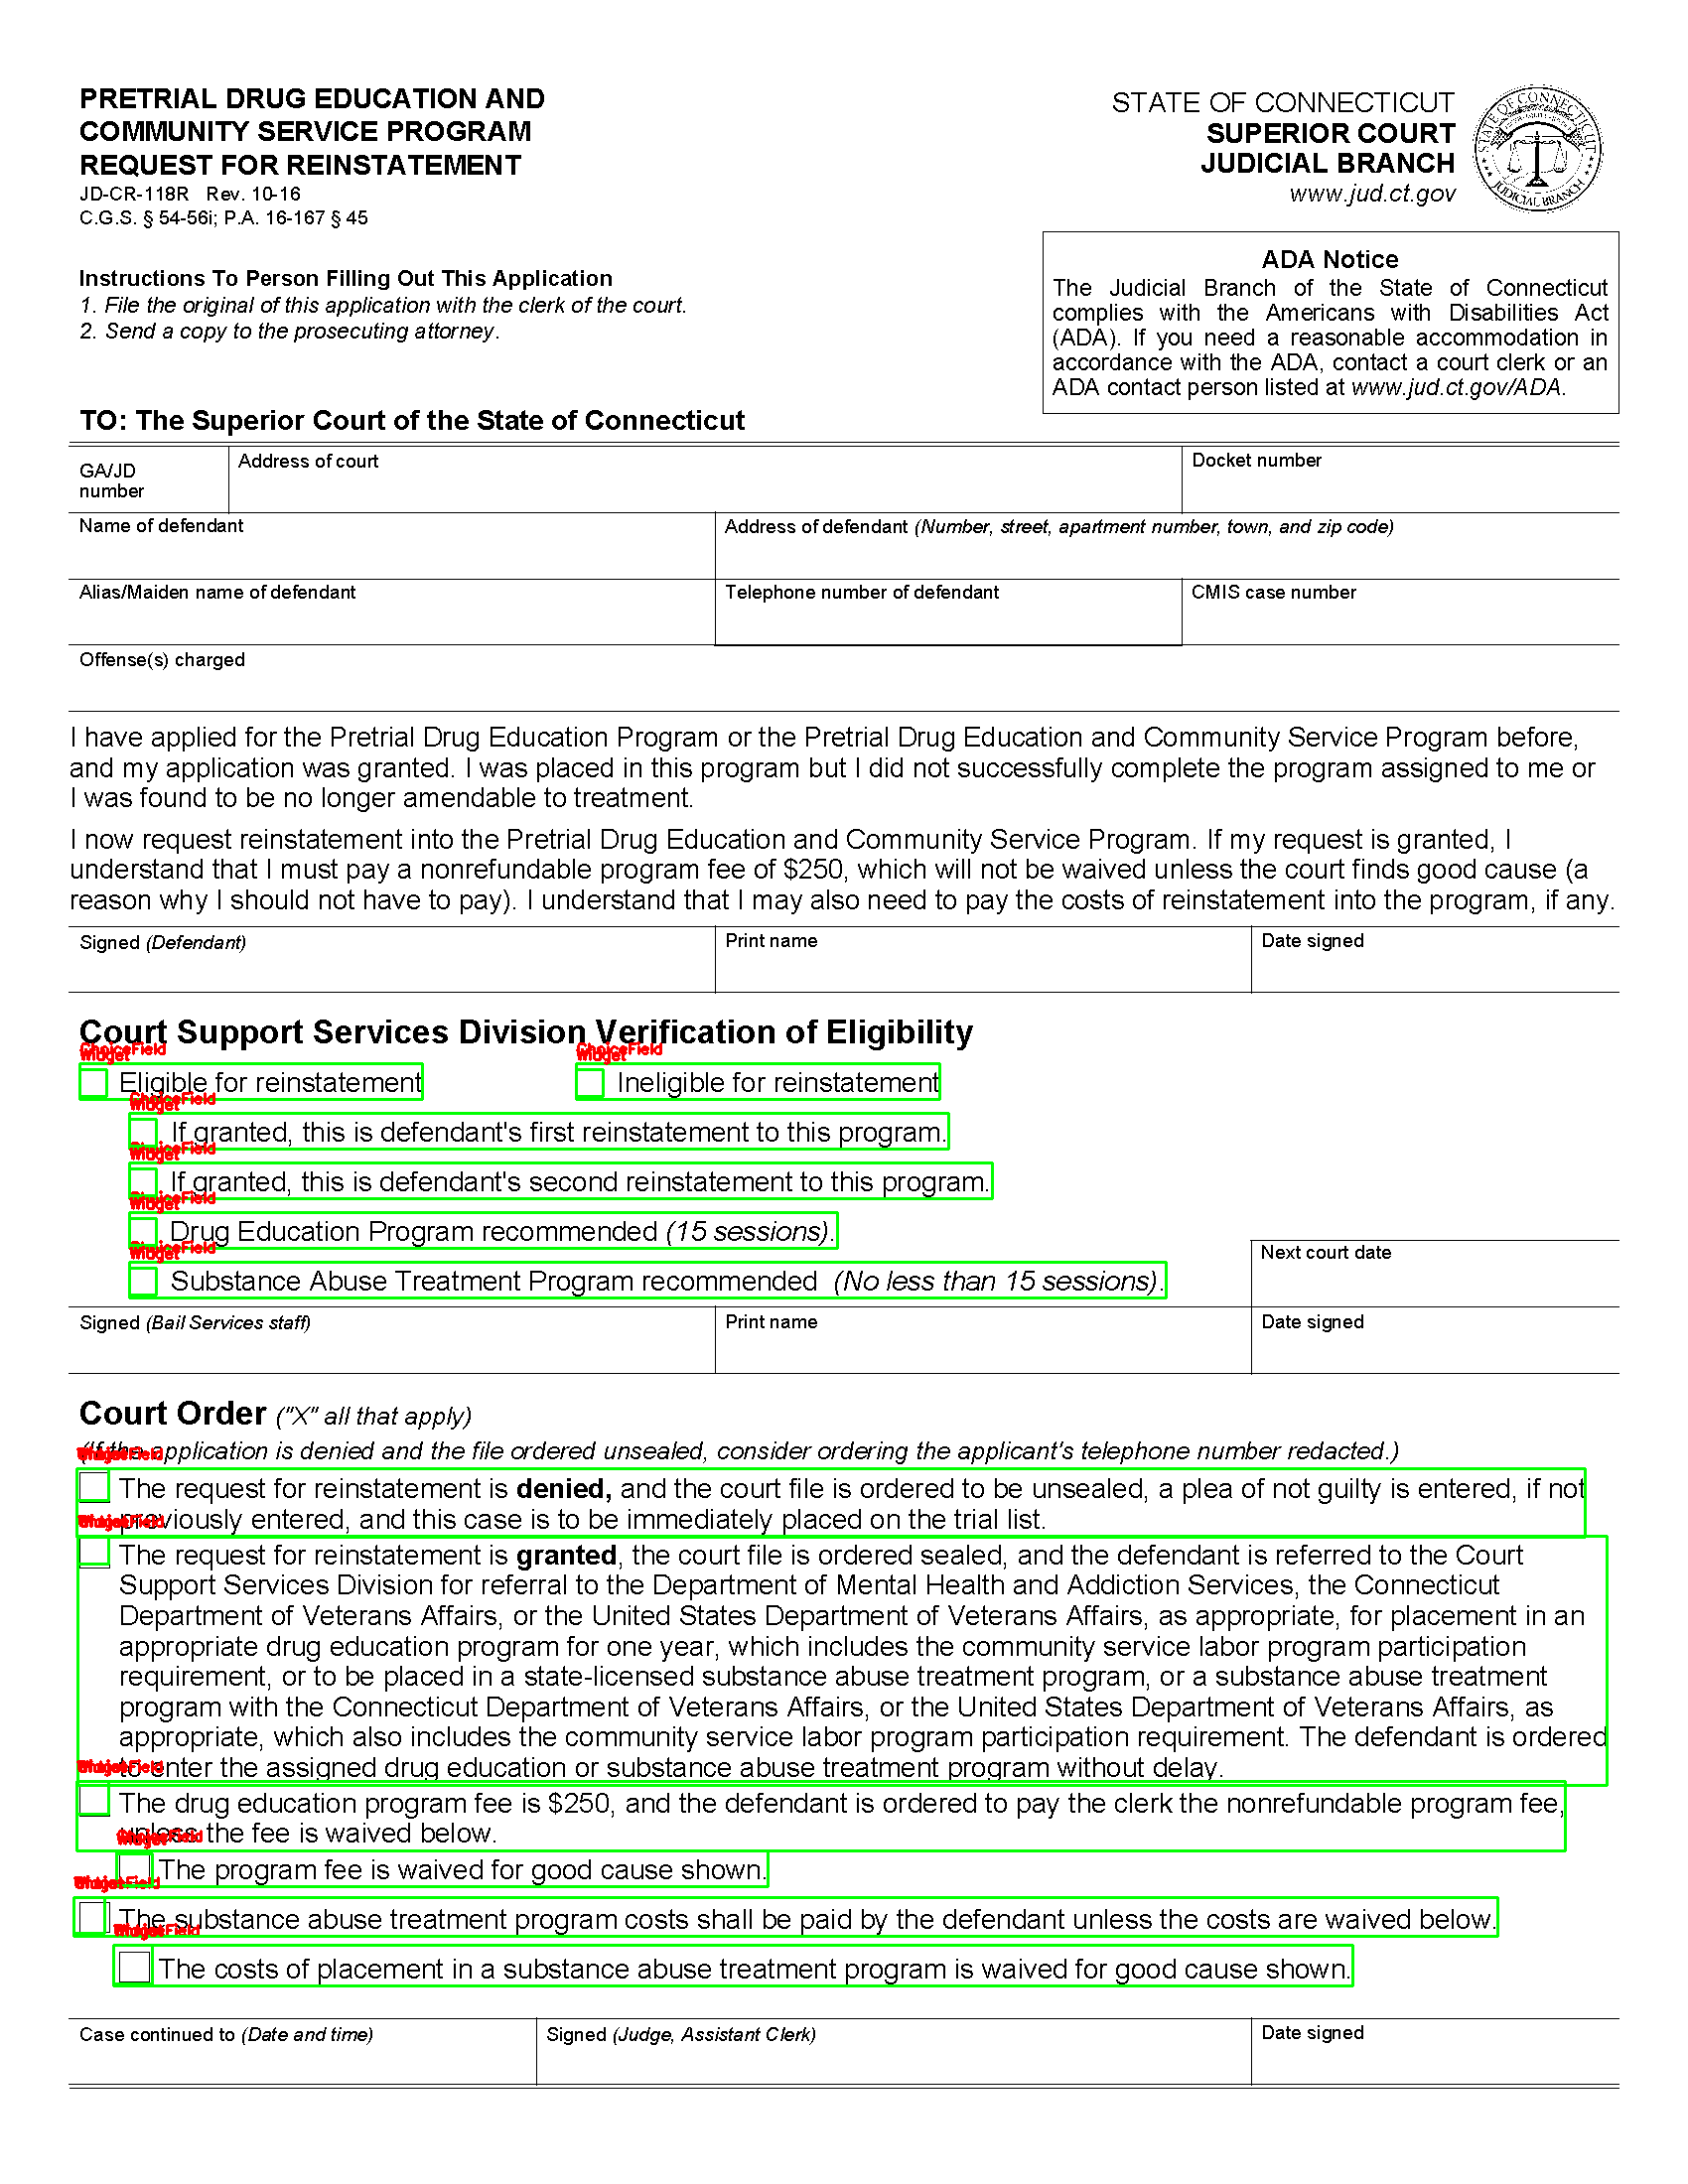 PRETRIAL DRUG EDUCATION AND
COMMUNITY SERVICE PROGRAM
REQUEST FOR REINSTATEMENT
JD-CR-118R Rev. 10-16
C.G.S. § 54-56i; P.A. 16-167 § 45
STATE OF CONNECTICUT
SUPERIOR COURT
JUDICIAL BRANCH
www.jud.ct.gov
STATE OF CONNECTICUT
JUDICIAL BRANCH
Instructions To Person Filling Out This Application
1. File the original of this application with the clerk of the court.
2. Send a copy to the prosecuting attorney.
ADA Notice
The Judicial Branch of the State of Connecticut
complies with the Americans with Disabilities Act
(ADA). If you need a reasonable accommodation in
accordance with the ADA, contact a court clerk or an
ADA contact person listed at www.jud.ct.gov/ADA.
TO: The Superior Court of the State of Connecticut
GA/JD
number
Address of court
Docket number
Name of defendant
Address of defendant (Number, street, apartment number, town, and zip code)
Alias/Maiden name of defendant
Telephone number of defendant
CMIS case number
Offense(s) charged
I have applied for the Pretrial Drug Education Program or the Pretrial Drug Education and Community Service Program before,
and my application was granted. I was placed in this program but I did not successfully complete the program assigned to me or
I was found to be no longer amendable to treatment.
I now request reinstatement into the Pretrial Drug Education and Community Service Program. If my request is granted, I
understand that I must pay a nonrefundable program fee of $250, which will not be waived unless the court finds good cause (a
reason why I should not have to pay). I understand that I may also need to pay the costs of reinstatement into the program, if any.
Signed (Defendant)
Print name
Date signed
Court Support Services Division Verification of Eligibility
ChoiceField
Widget
ChoiceField
Widget
Eligible for reinstatement
Ineligible for reinstatement
ChoiceField
Widget
If granted, this is defendant's first reinstatement to this program.
ChoiceField
Widget
If granted, this is defendant's second reinstatement to this program.
ChoiceField
Widget
Drug Education Program recommended (15 sessions).
ChoiceField
Widget
Substance Abuse Treatment Program recommended (No less than 15 sessions).
Next court date
Signed (Bail Services staff)
Print name
Date signed
Court Order ("X" all that apply)
(If the application is denied and the file ordered unsealed, consider ordering the applicant's telephone number redacted.)
The request for reinstatement is denied, and the court file is ordered to be unsealed, a plea of not guilty is entered, if not
previously entered, and this case is to be immediately placed on the trial list.
The request for reinstatement is granted, the court file is ordered sealed, and the defendant is referred to the Court
Support Services Division for referral to the Department of Mental Health and Addiction Services, the Connecticut
Department of Veterans Affairs, or the United States Department of Veterans Affairs, as appropriate, for placement in an
appropriate drug education program for one year, which includes the community service labor program participation
requirement, or to be placed in a state-licensed substance abuse treatment program, or a substance abuse treatment
program with the Connecticut Department of Veterans Affairs, or the United States Department of Veterans Affairs, as
appropriate, which also includes the community service labor program participation requirement. The defendant is ordered
to enter the assigned drug education or substance abuse treatment program without delay.
The drug education program fee is $250, and the defendant is ordered to pay the clerk the nonrefundable program fee,
unless the fee is waived below.
ChoiceField
Widget
The program fee is waived for good cause shown.
The substance abuse treatment program costs shall be paid by the defendant unless the costs are waived below.
The costs of placement in a substance abuse treatment program is waived for good cause shown.
Case continued to (Date and time)
Signed (Judge, Assistant Clerk)
Date signed